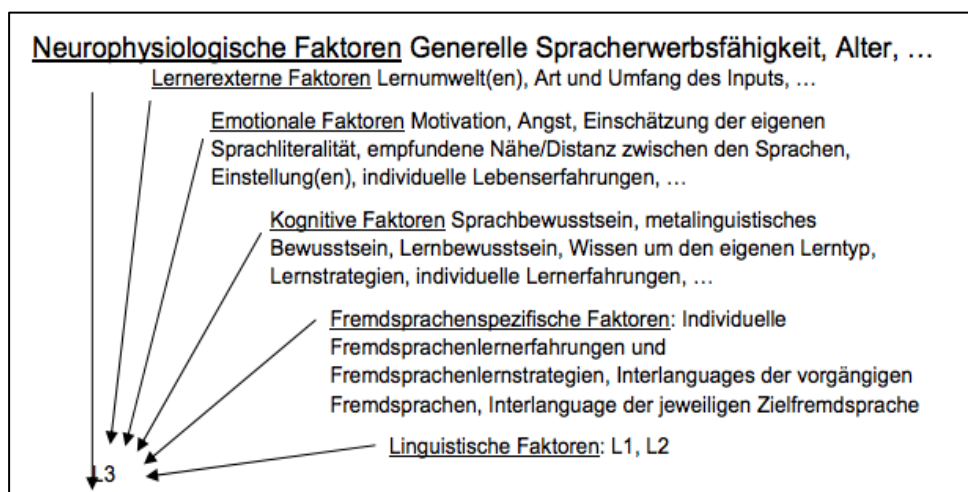 Neurophysiologische Faktoren Generelle Spracherwerbsfähigkeit, Alter, …
Lernerexterne Faktoren Lernumwelt(en), Art und Umfang des Inputs, …
Emotionale Faktoren Motivation, Angst, Einschätzung der eigenen
Sprachliteralität, empfundene Nähe/Distanz zwischen den Sprachen,
Einstellung(en), individuelle Lebenserfahrungen, …
Kognitive Faktoren Sprachbewusstsein, metalinguistisches
Bewusstsein, Lernbewusstsein, Wissen um den eigenen Lerntyp,
Lernstrategien, individuelle Lernerfahrungen, …
Fremdsprachenspezifische Faktoren: Individuelle
Fremdsprachenlernerfahrungen und
Fremdsprachenlernstrategien, Interlanguages der vorgängigen
Fremdsprachen, Interlanguage der jeweiligen Zielfremdsprache
Linguistische Faktoren: L1, L2
L3